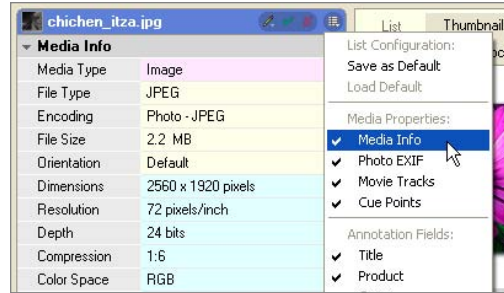 chichen_itza.jpg
List
Thumbnail
Media Info
Media Type Image
File Type JPEG
Encoding Photo - JPEG
File Size 2.2 MB
Orientation Default
Dimensions 2560 x 1920 pixels
Resolution 72 pixels/inch
Depth 24 bits
Compression 1:6
Color Space RGB
List Configuration:
Save as Default
Load Default
Media Properties:
Media Info
Photo EXIF
Movie Tracks
Cue Points
Annotation Fields:
Title
Product